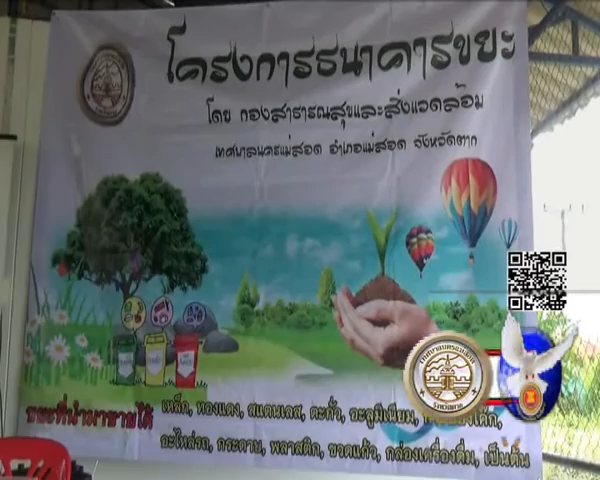 โครงการธนาคารขยะ
โดย กองสาธารณสุขและสิ่งแวดล้อม
เทศบาลนครแม่สอด อำเภอแม่สอด จังหวัดตาก
ขยะที่นำมาขายได้
เหล็ก, ทองแดง, สแตนเลส, ตะกั่ว, อะลูมิเนียม,
อะไหล่รถ, กระดาษ, พลาสติก, ขวดแก้ว, กล่องเครื่องดื่ม, เป็นต้น